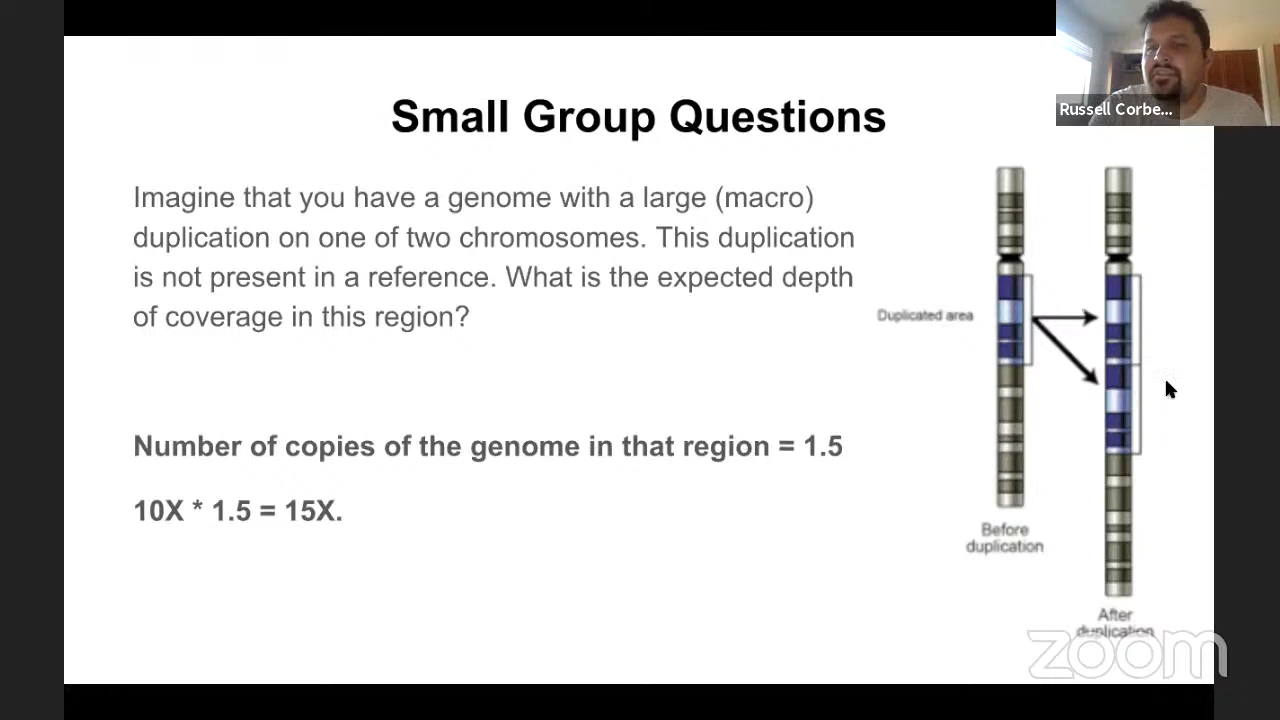 Small Group Questions
Russell Corbe...
Imagine that you have a genome with a large (macro)
duplication on one of two chromosomes. This duplication
is not present in a reference. What is the expected depth
of coverage in this region?
Duplicated area
Number of copies of the genome in that region = 1.5
10X * 1.5 = 15X.
Before
duplication
After
duplication
zoom